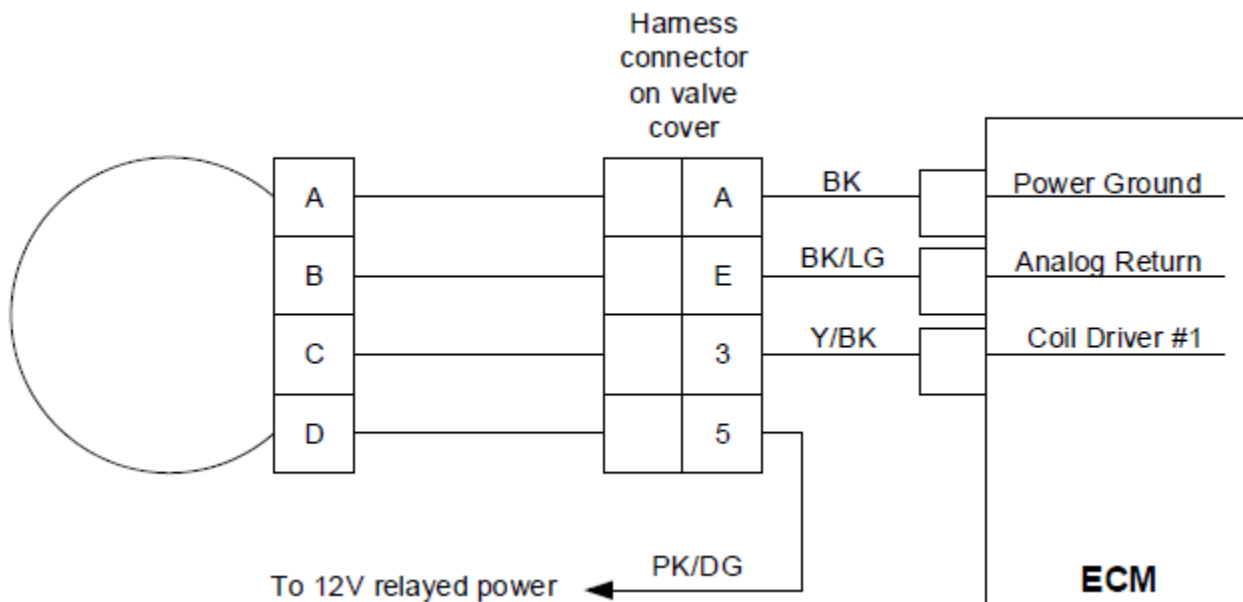 Harness
connector
on valve
cover
A
A
BK
Power Ground
B
E
BK/LG
Analog Return
C
3
Y/BK
Coil Driver #1
D
5
PK/DG
To 12V relayed power
ECM